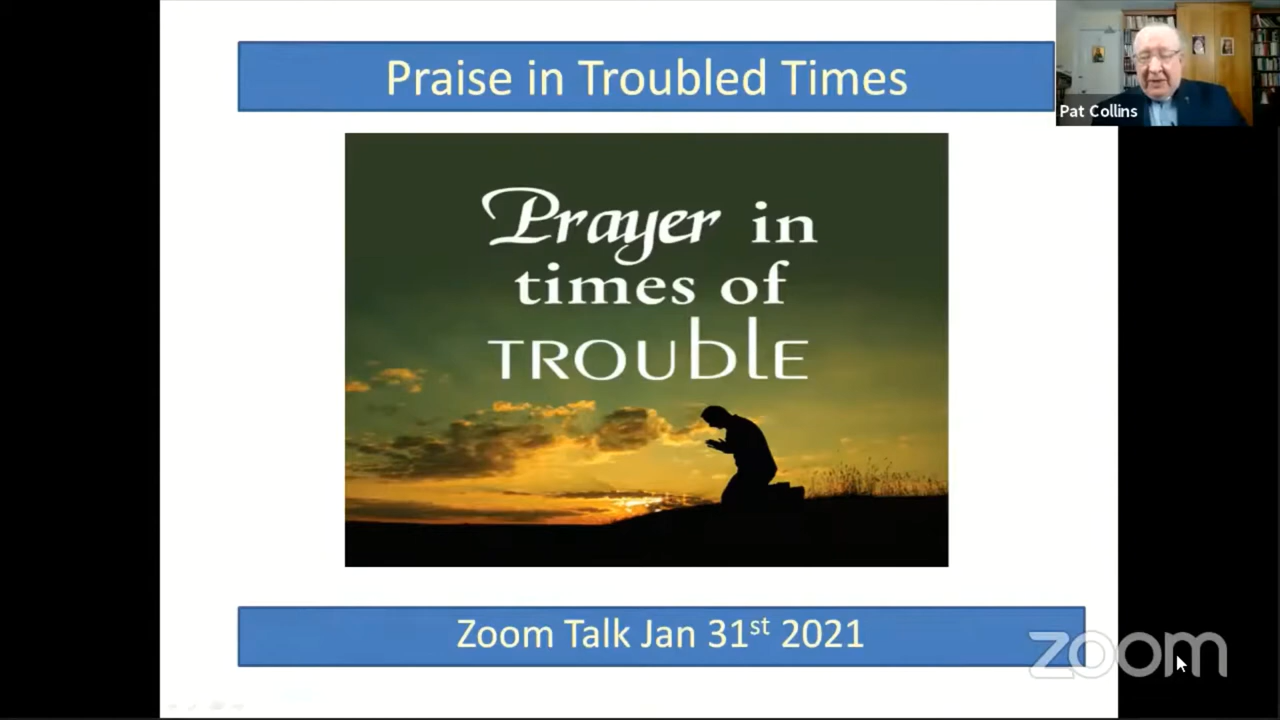 Praise in Troubled Times
Pat Collins
Prayer in
times of
TROUblE
Zoom Talk Jan 31st 2021
zoom